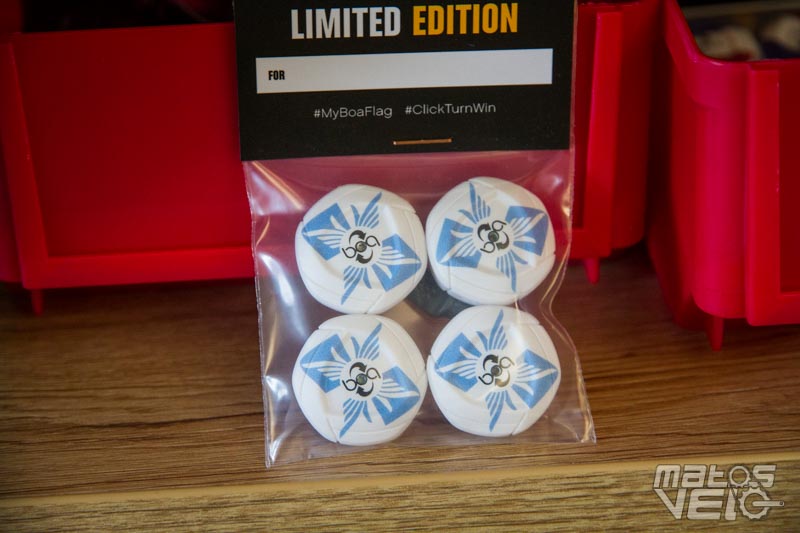 LIMITED EDITION
FOR
#MyBoaFlag #ClickTurnWin
boa
boa
boa
boa
MATOS
VELO